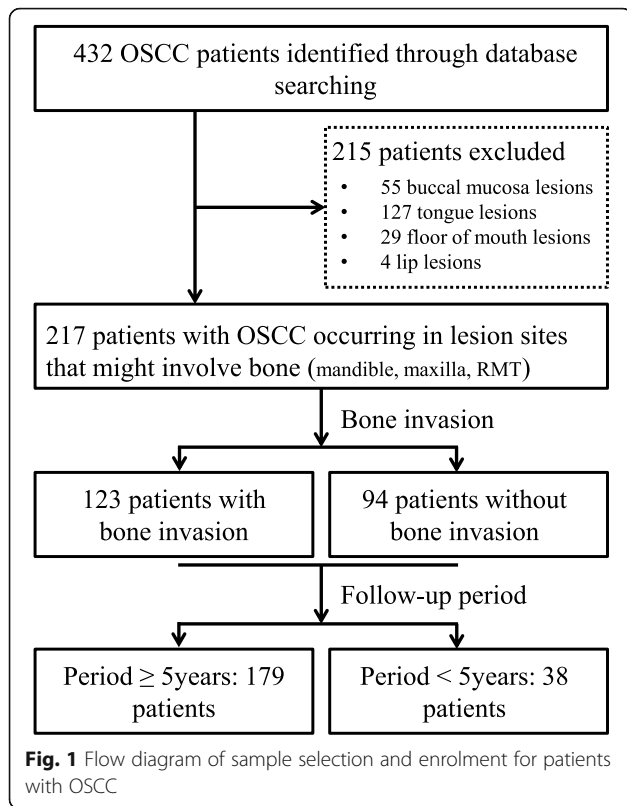 432 OSCC patients identified through database
searching
215 patients excluded
• 55 buccal mucosa lesions
• 127 tongue lesions
• 29 floor of mouth lesions
• 4 lip lesions
217 patients with OSCC occurring in lesion sites
that might involve bone (mandible, maxilla, RMT)
Bone invasion
123 patients with
bone invasion
94 patients without
bone invasion
Follow-up period
Period ≥ 5years: 179
patients
Period < 5years: 38
patients
Fig. 1 Flow diagram of sample selection and enrolment for patients
with OSCC